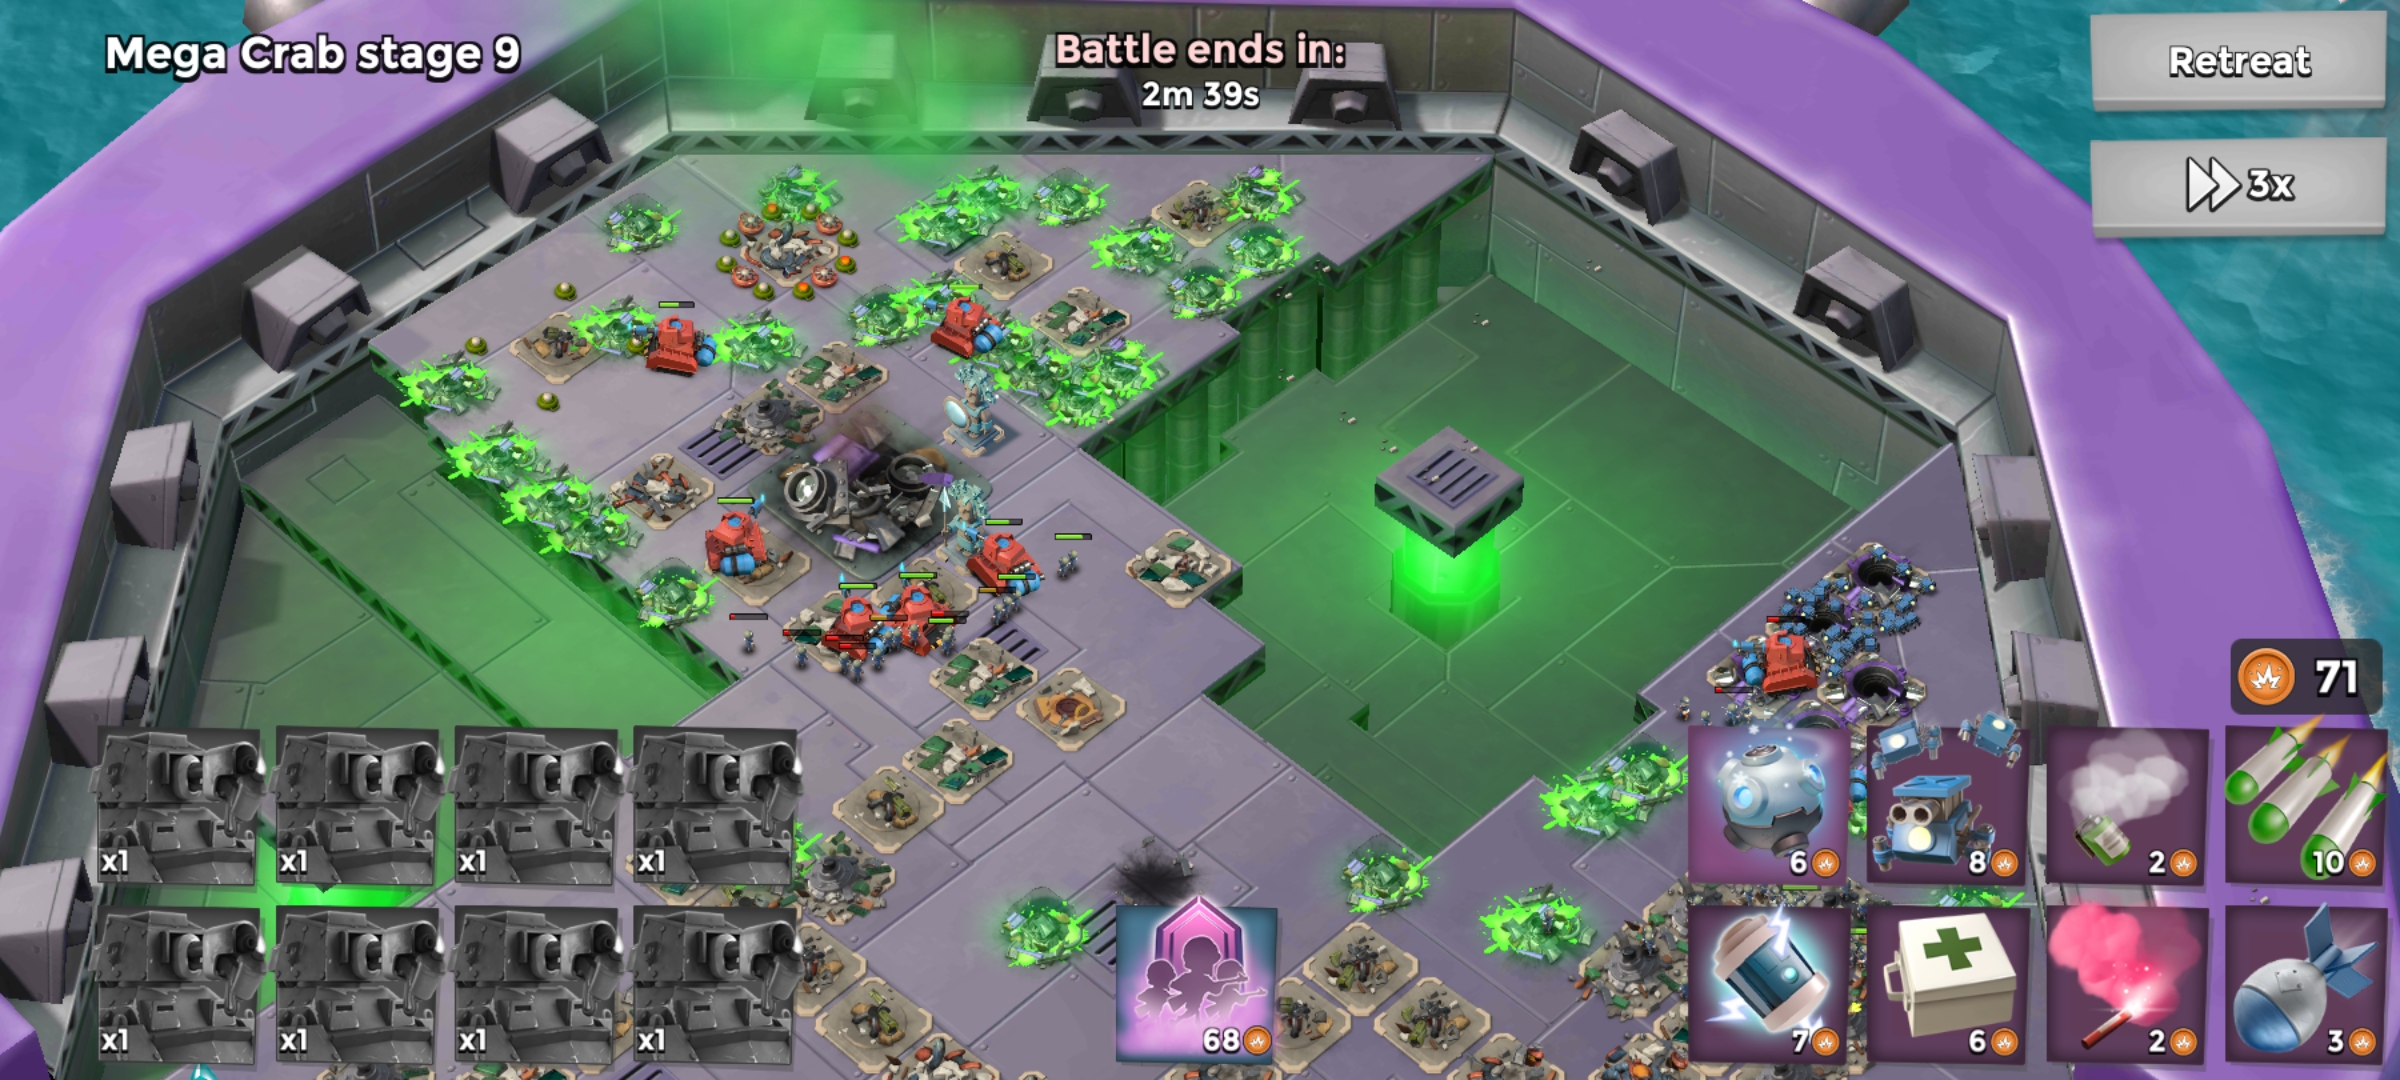 Mega Crab stage 9
Battle ends in:
2m 39s
Retreat
3x
71
x1
x1
x1
x1
6
8
2
10
x1
x1
x1
x1
68
7
6
2
3